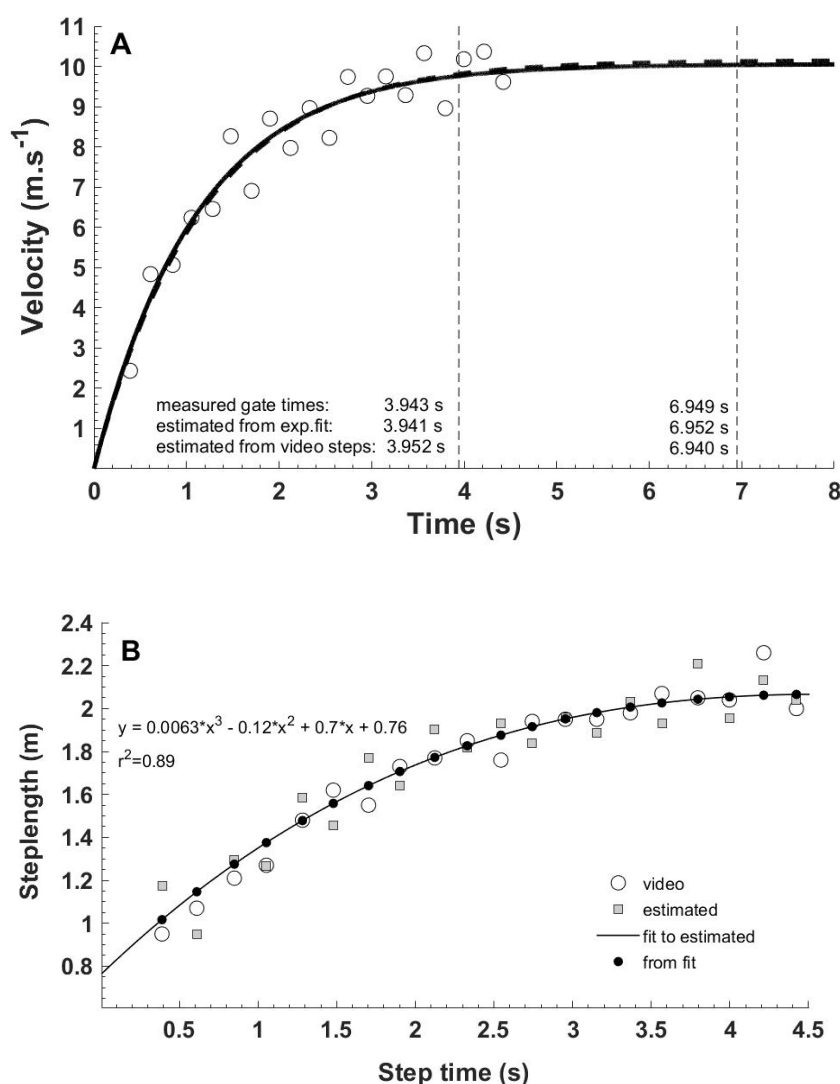 A
11
10
9
8
7
6
5
4
3
2
1
Velocity (m.s⁻¹)
measured gate times: 3.943 s 6.949 s
estimated from exp.fit: 3.941 s 6.952 s
estimated from video steps: 3.952 s 6.940 s
0 1 2 3 4 5 6 7 8
Time (s)
B
2.4
2.2
2
1.8
1.6
1.4
1.2
1
0.8
Steplength (m)
y = 0.0063*x³ - 0.12*x² + 0.7*x + 0.76
r²=0.89
video
estimated
fit to estimated
from fit
0.5 1 1.5 2 2.5 3 3.5 4 4.5
Step time (s)